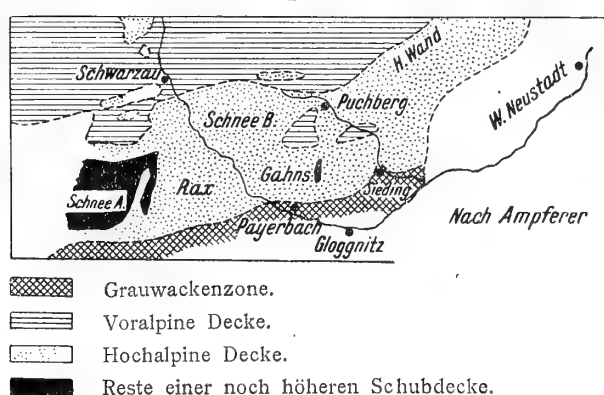 Schwarzau
H. Wand
W. Neustadt
Puchberg
Schnee B.
Gahns
Sieding
Rax
Schnee A.
Nach Ampferer
Payerbach
Gloggnitz
Grauwackenzone.
Voralpine Decke.
Hochalpine Decke.
Reste einer noch höheren Schubdecke.